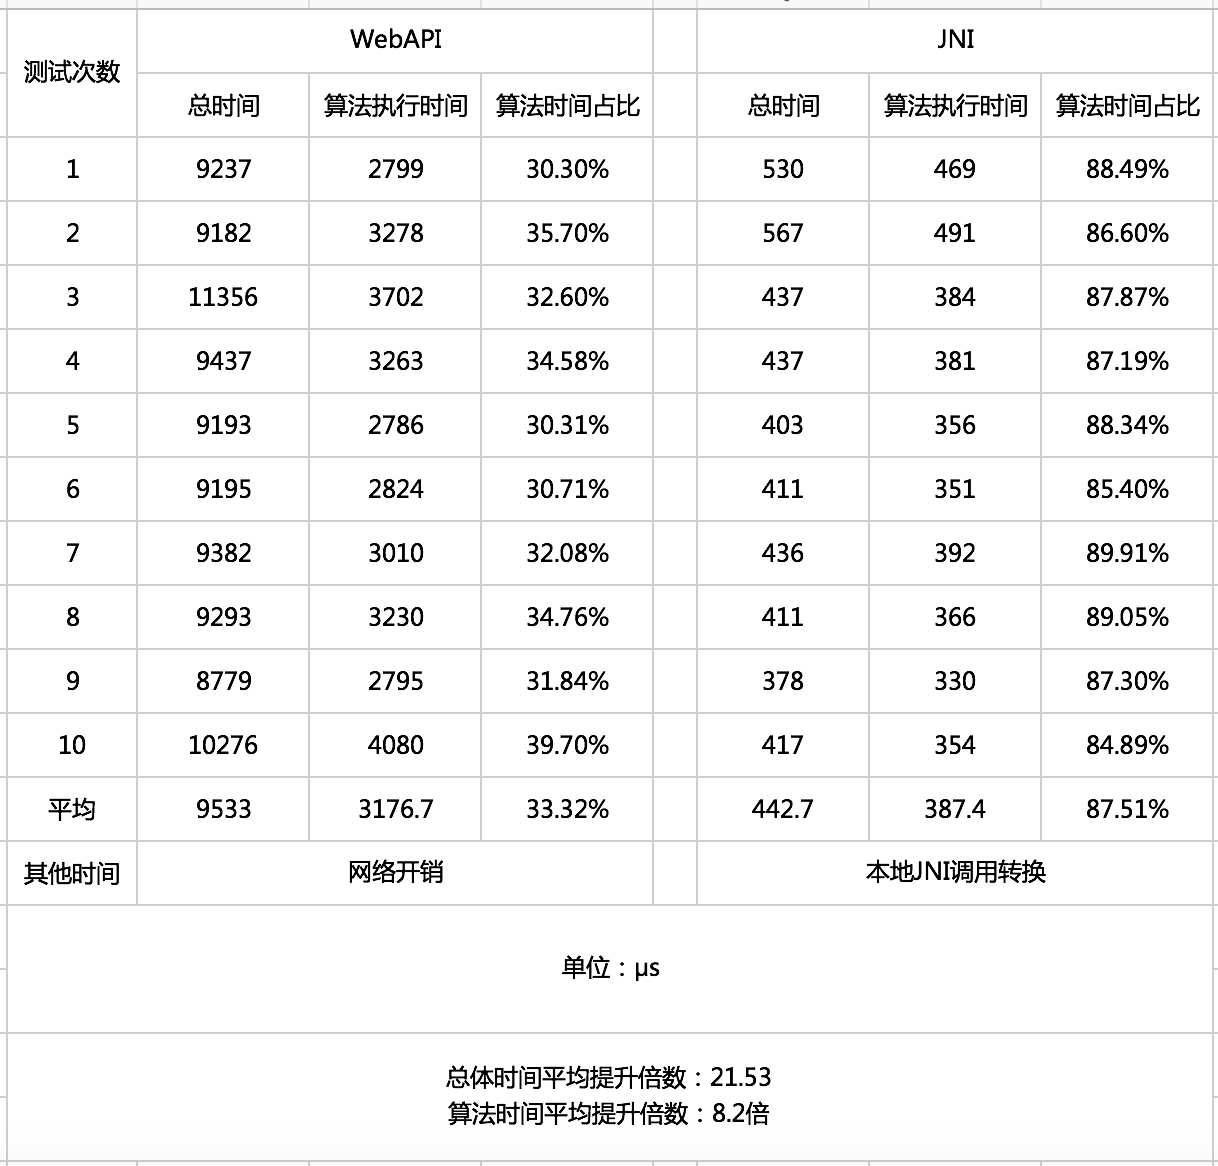 WebAPI JNI
测试次数
总时间 算法执行时间 算法时间占比 总时间 算法执行时间 算法时间占比
1 9237 2799 30.30% 530 469 88.49%
2 9182 3278 35.70% 567 491 86.60%
3 11356 3702 32.60% 437 384 87.87%
4 9437 3263 34.58% 437 381 87.19%
5 9193 2786 30.31% 403 356 88.34%
6 9195 2824 30.71% 411 351 85.40%
7 9382 3010 32.08% 436 392 89.91%
8 9293 3230 34.76% 411 366 89.05%
9 8779 2795 31.84% 378 330 87.30%
10 10276 4080 39.70% 417 354 84.89%
平均 9533 3176.7 33.32% 442.7 387.4 87.51%
其他时间 网络开销 本地JNI调用转换
单位：μs
总体时间平均提升倍数：21.53
算法时间平均提升倍数：8.2倍